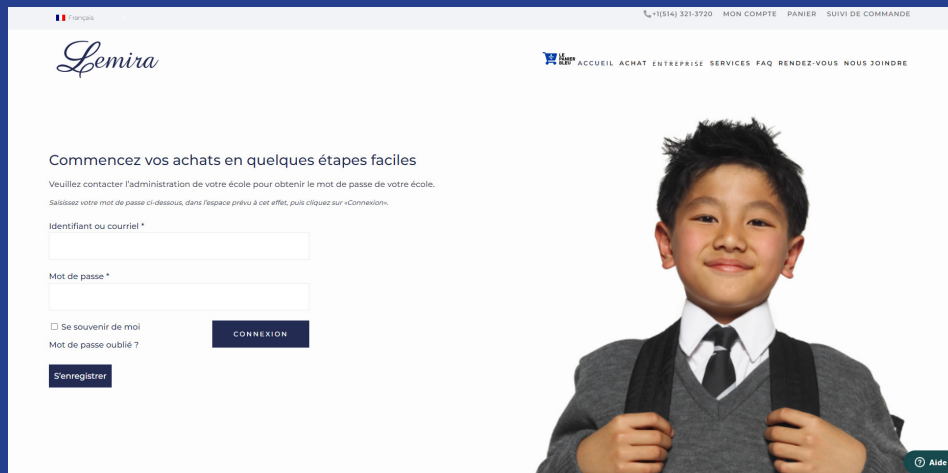 Français
+1(514) 321-3720 MON COMPTE PANIER SUIVI DE COMMANDE
Lemira
LE PANIER BLEU
ACCUEIL ACHAT ENTREPRISE SERVICES FAQ RENDEZ-VOUS NOUS JOINDRE
Commencez vos achats en quelques étapes faciles
Veuillez contacter l'administration de votre école pour obtenir le mot de passe de votre école.
Saisissez votre mot de passe ci-dessous, dans l'espace prévu à cet effet, puis cliquez sur «Connexion».
Identifiant ou courriel *
Mot de passe *
Se souvenir de moi
CONNEXION
Mot de passe oublié ?
S'enregistrer
Aide